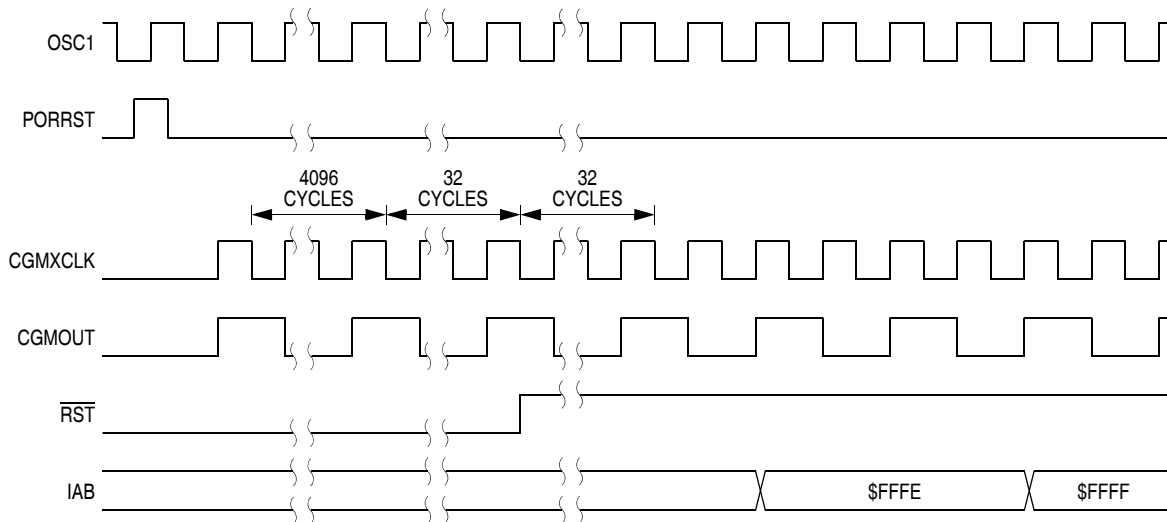 OSC1
PORRST
4096
CYCLES
32
CYCLES
32
CYCLES
CGMXCLK
CGMOUT
RST
IAB
$FFFE
$FFFF